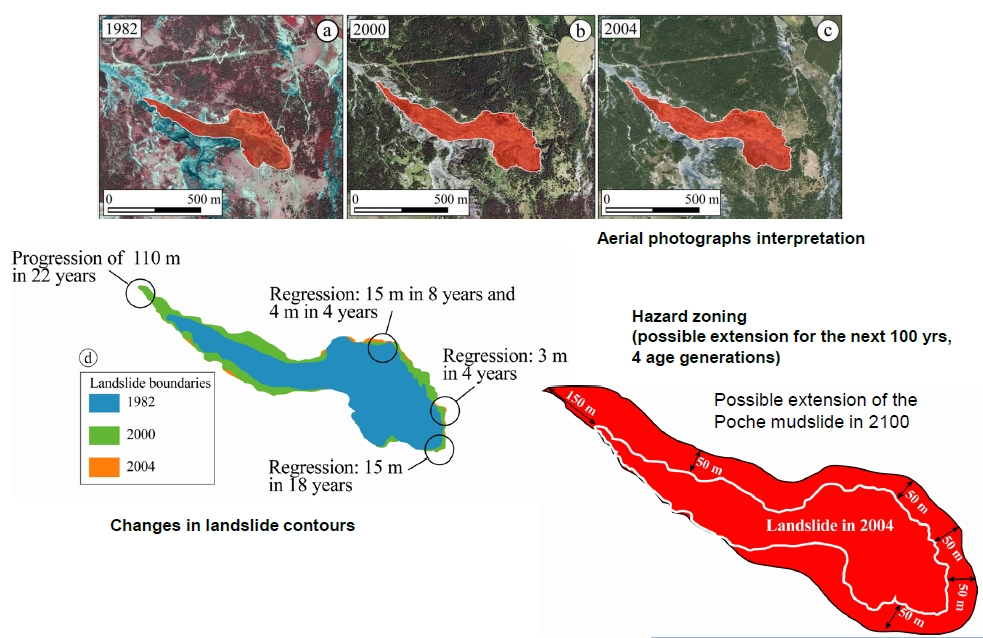 1982
a
500 m
0
2000
b
500 m
0
2004
c
500 m
0
Aerial photographs interpretation
Progression of 110 m
in 22 years
Regression: 15 m in 8 years and
4 m in 4 years
Regression: 3 m
in 4 years
Regression: 15 m
in 18 years
d
Landslide boundaries
1982
2000
2004
Changes in landslide contours
Hazard zoning
(possible extension for the next 100 yrs,
4 age generations)
Possible extension of the
Poche mudslide in 2100
150 m
50 m
50 m
50 m
50 m
50 m
Landslide in 2004